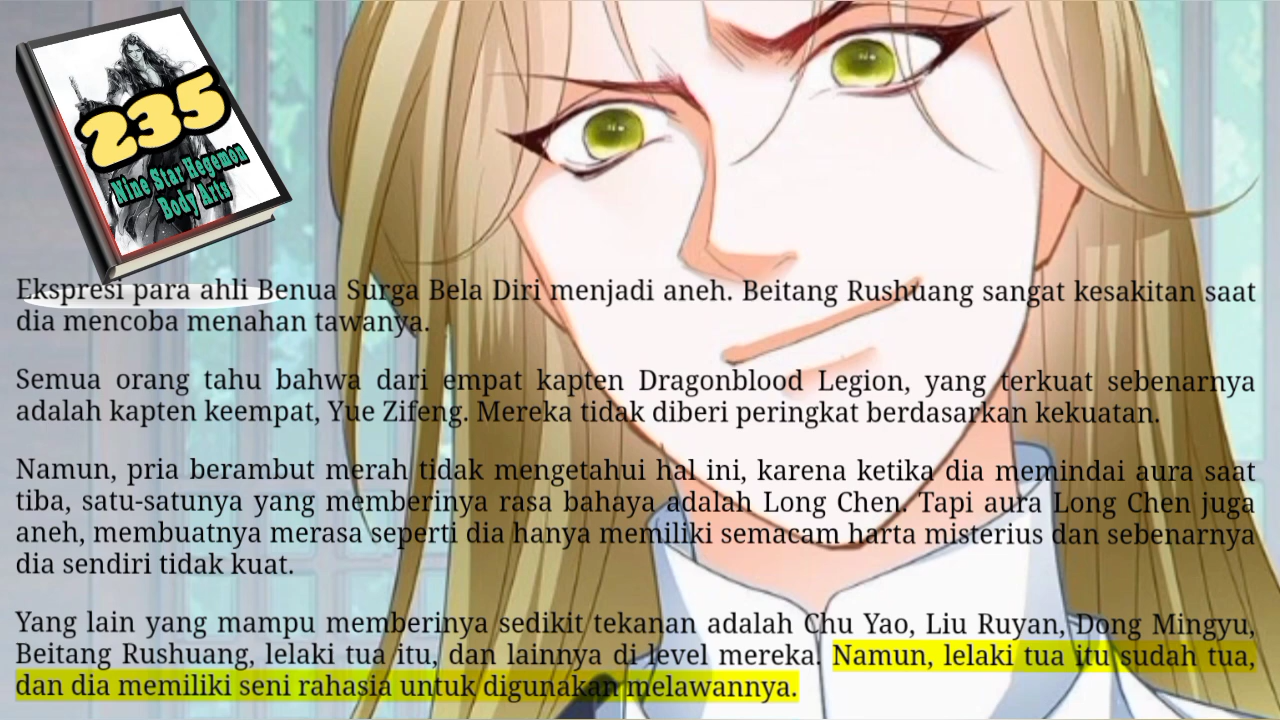 235
Nine Star Hegemon
Body Arts
Ekspresi para ahli Benua Surga Bela Diri menjadi aneh. Beitang Rushuang sangat kesakitan saat
dia mencoba menahan tawanya.
Semua orang tahu bahwa dari empat kapten Dragonblood Legion, yang terkuat sebenarnya
adalah kapten keempat, Yue Zifeng. Mereka tidak diberi peringkat berdasarkan kekuatan.
Namun, pria berambut merah tidak mengetahui hal ini, karena ketika dia memindai aura saat
tiba, satu-satunya yang memberinya rasa bahaya adalah Long Chen. Tapi aura Long Chen juga
aneh, membuatnya merasa seperti dia hanya memiliki semacam harta misterius dan sebenarnya
dia sendiri tidak kuat.
Yang lain yang mampu memberinya sedikit tekanan adalah Chu Yao, Liu Ruyan, Dong Mingyu,
Beitang Rushuang, lelaki tua itu, dan lainnya di level mereka. Namun, lelaki tua itu sudah tua,
dan dia memiliki seni rahasia untuk digunakan melawannya.